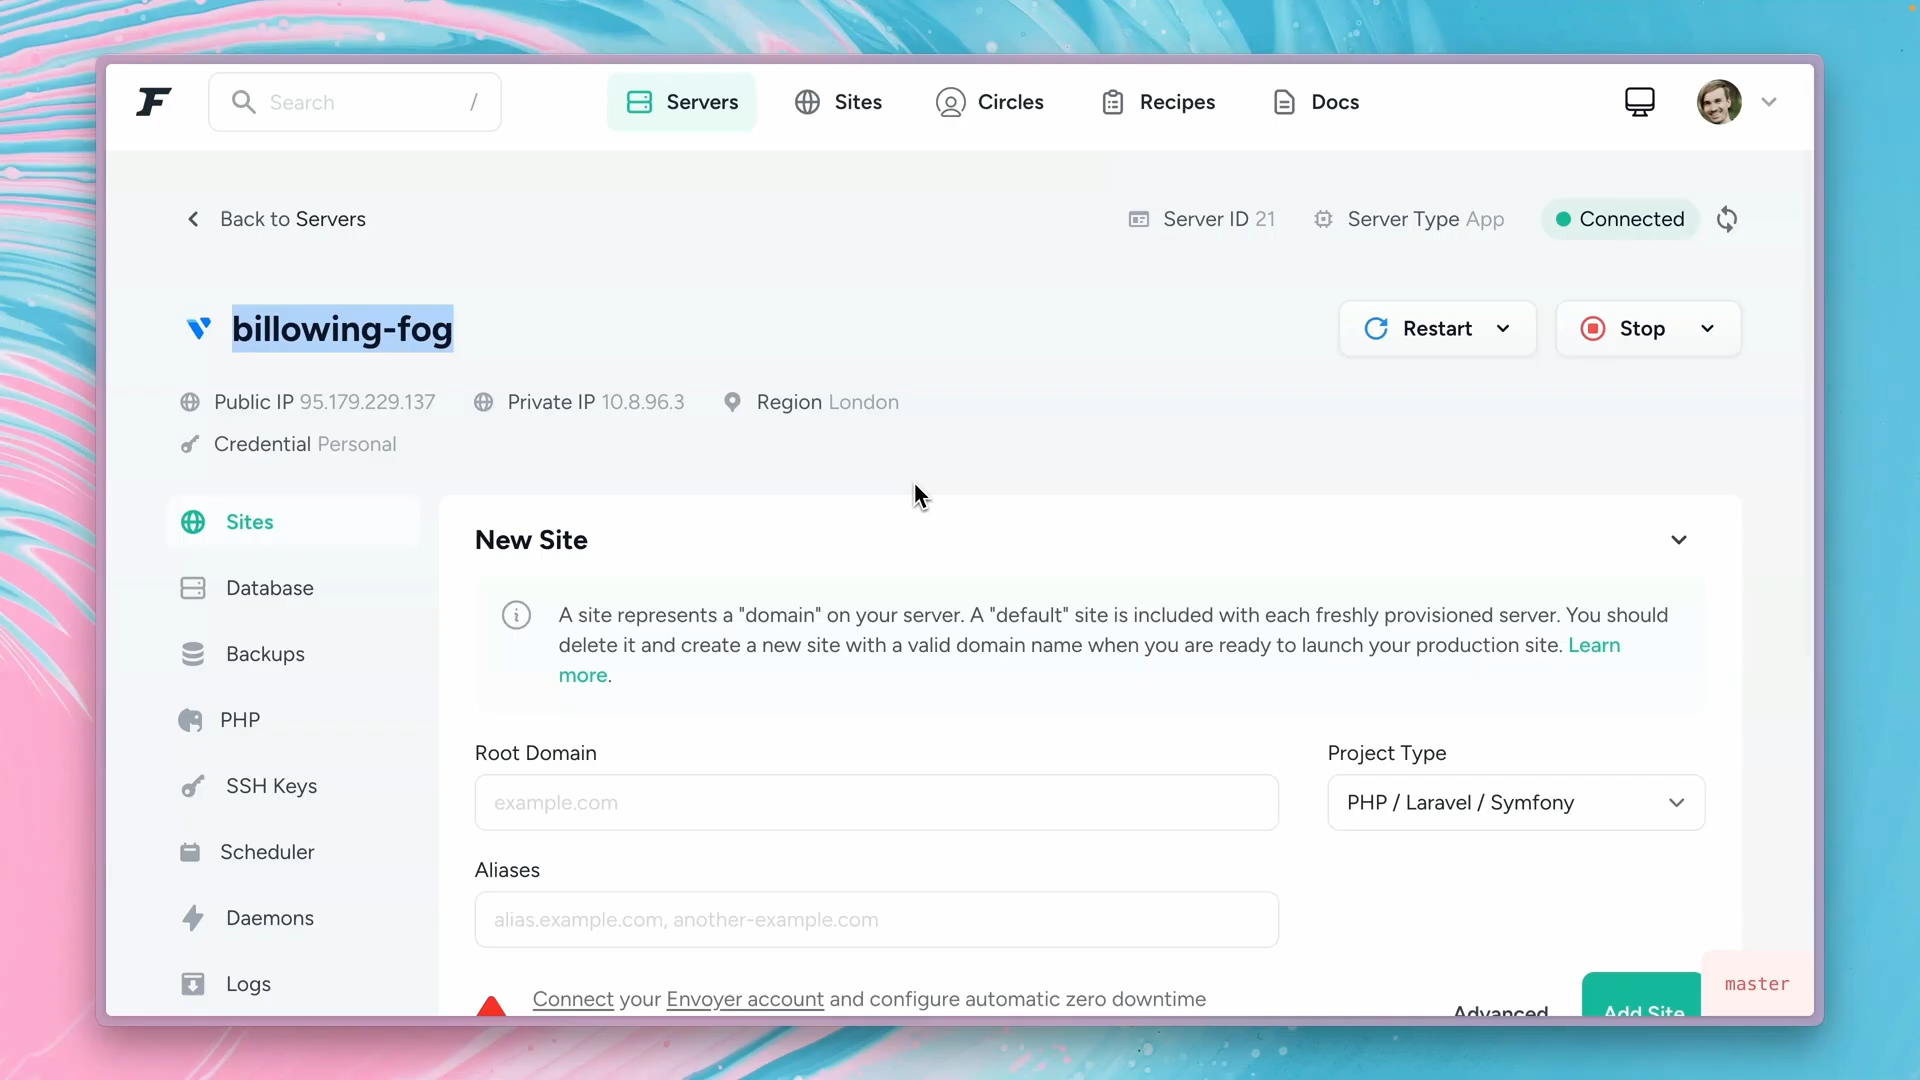 Search /
Servers
Sites
Circles
Recipes
Docs
Back to Servers
Server ID 21
Server Type App
Connected
billowing-fog
Restart
Stop
Public IP 95.179.229.137
Private IP 10.8.96.3
Region London
Credential Personal
Sites
Database
Backups
PHP
SSH Keys
Scheduler
Daemons
Logs
New Site
A site represents a "domain" on your server. A "default" site is included with each freshly provisioned server. You should
delete it and create a new site with a valid domain name when you are ready to launch your production site. Learn
more.
Root Domain
example.com
Project Type
PHP / Laravel / Symfony
Aliases
alias.example.com, another-example.com
Connect your Envoyer account and configure automatic zero downtime
Advanced
Add Site
master